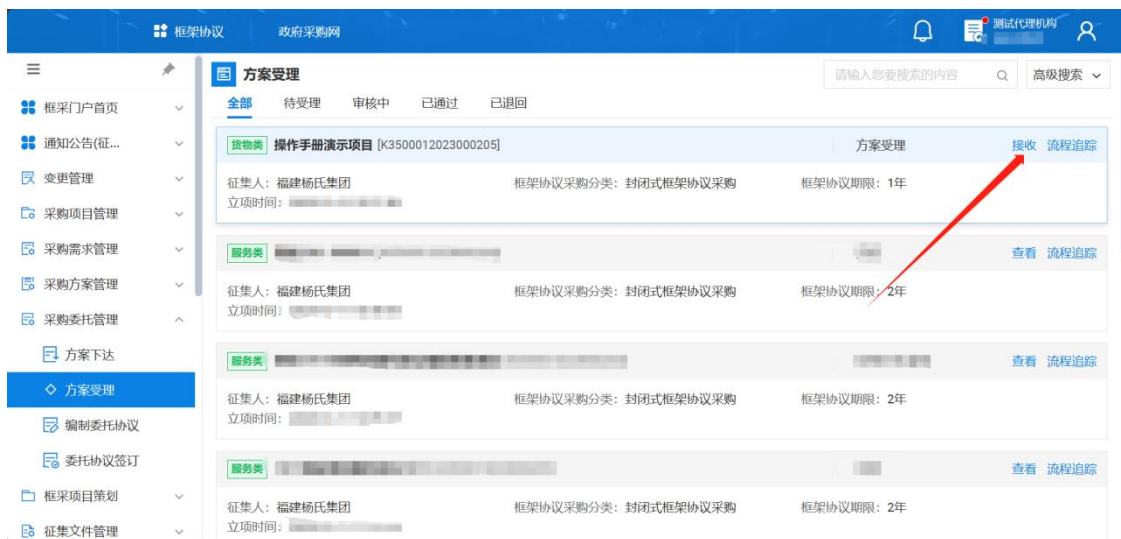 框架协议 政府采购网 测试代理机构
方案受理 请输入您要搜索的内容 高级搜索
全部 待受理 审核中 已通过 已退回
框采门户首页
通知公告(征...
变更管理
采购项目管理
采购需求管理
采购方案管理
采购委托管理
方案下达
方案受理
编制委托协议
委托协议签订
框采项目策划
征集文件管理
货物类 操作手册演示项目 [K3500012023000205] 方案受理 接收 流程追踪
征集人：福建杨氏集团 框架协议采购分类：封闭式框架协议采购 框架协议期限：1年
立项时间：
服务类 查看 流程追踪
征集人：福建杨氏集团 框架协议采购分类：封闭式框架协议采购 框架协议期限：2年
立项时间：
服务类 查看 流程追踪
征集人：福建杨氏集团 框架协议采购分类：封闭式框架协议采购 框架协议期限：2年
立项时间：
服务类 查看 流程追踪
征集人：福建杨氏集团 框架协议采购分类：封闭式框架协议采购 框架协议期限：2年
立项时间：